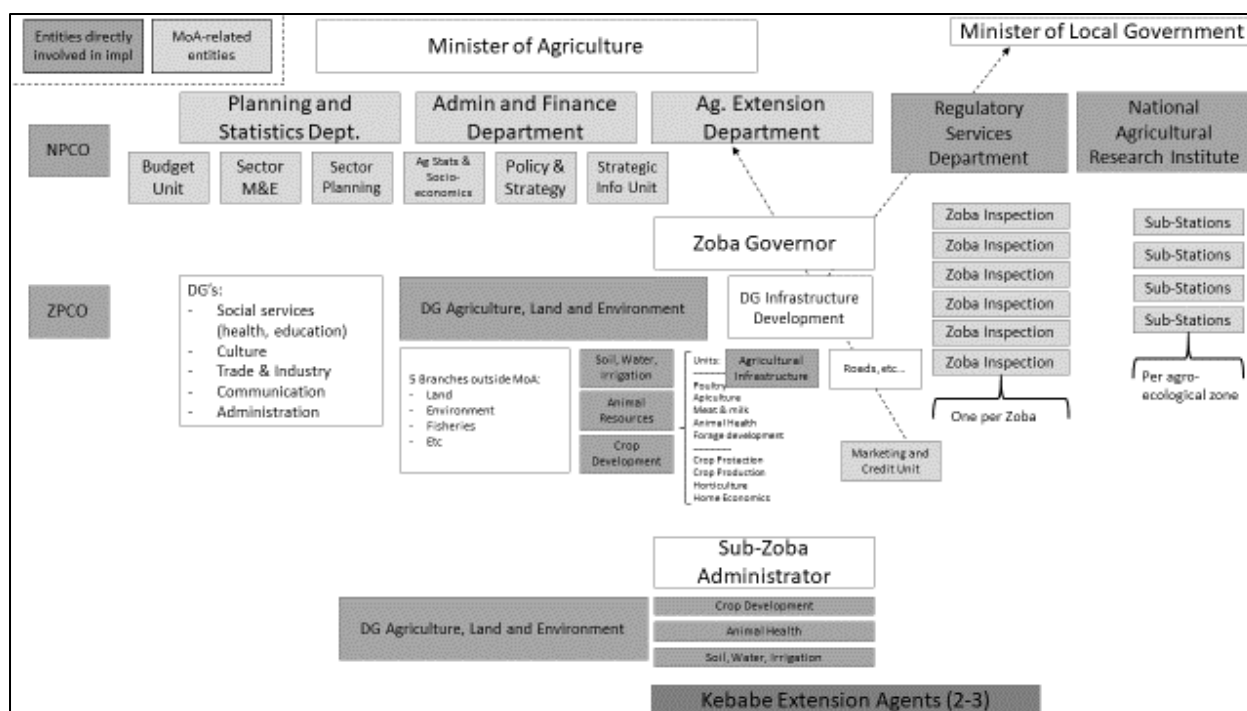 Entities directly
involved in impl
MoA-related
entities
Minister of Agriculture
Minister of Local Government
NPCO
Planning and
Statistics Dept.
Admin and Finance
Department
Ag. Extension
Department
Regulatory
Services
Department
National
Agricultural
Research Institute
Budget
Unit
Sector
M&E
Sector
Planning
Ag Stats &
Socio-
economics
Policy &
Strategy
Strategic
Info Unit
Zoba Governor
Zoba Inspection
Zoba Inspection
Zoba Inspection
Zoba Inspection
Zoba Inspection
Zoba Inspection
One per Zoba
Sub-Stations
Sub-Stations
Sub-Stations
Sub-Stations
Per agro-
ecological zone
ZPCO
DG's:
- Social services
(health, education)
- Culture
- Trade & Industry
- Communication
- Administration
DG Agriculture, Land and Environment
DG Infrastructure
Development
5 Branches outside MoA:
- Land
- Environment
- Fisheries
- Etc
Soil, Water,
Irrigation
Animal
Resources
Crop
Development
Units:
----------
Poultry
Apiculture
Meat & milk
Animal Health
Forage development
----------
Crop Protection
Crop Production
Horticulture
Home Economics
Agricultural
Infrastructure
Roads, etc...
Marketing and
Credit Unit
Sub-Zoba
Administrator
DG Agriculture, Land and Environment
Crop Development
Animal Health
Soil, Water, Irrigation
Kebabe Extension Agents (2-3)